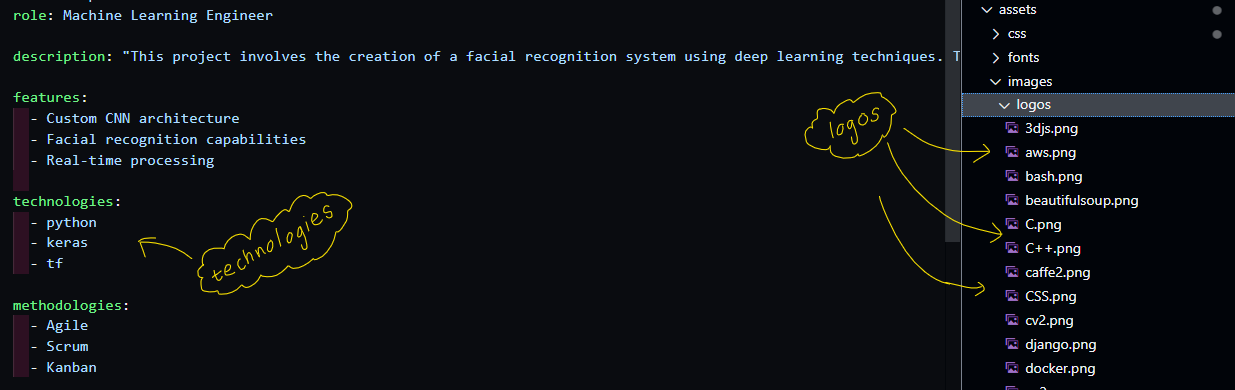 role: Machine Learning Engineer
description: "This project involves the creation of a facial recognition system using deep learning techniques. T
features:
- Custom CNN architecture
- Facial recognition capabilities
- Real-time processing
technologies:
- python
- keras
- tf
methodologies:
- Agile
- Scrum
- Kanban
technologies
logos
assets
css
fonts
images
logos
3djs.png
aws.png
bash.png
beautifulsoup.png
C.png
C++.png
caffe2.png
CSS.png
cv2.png
django.png
docker.png